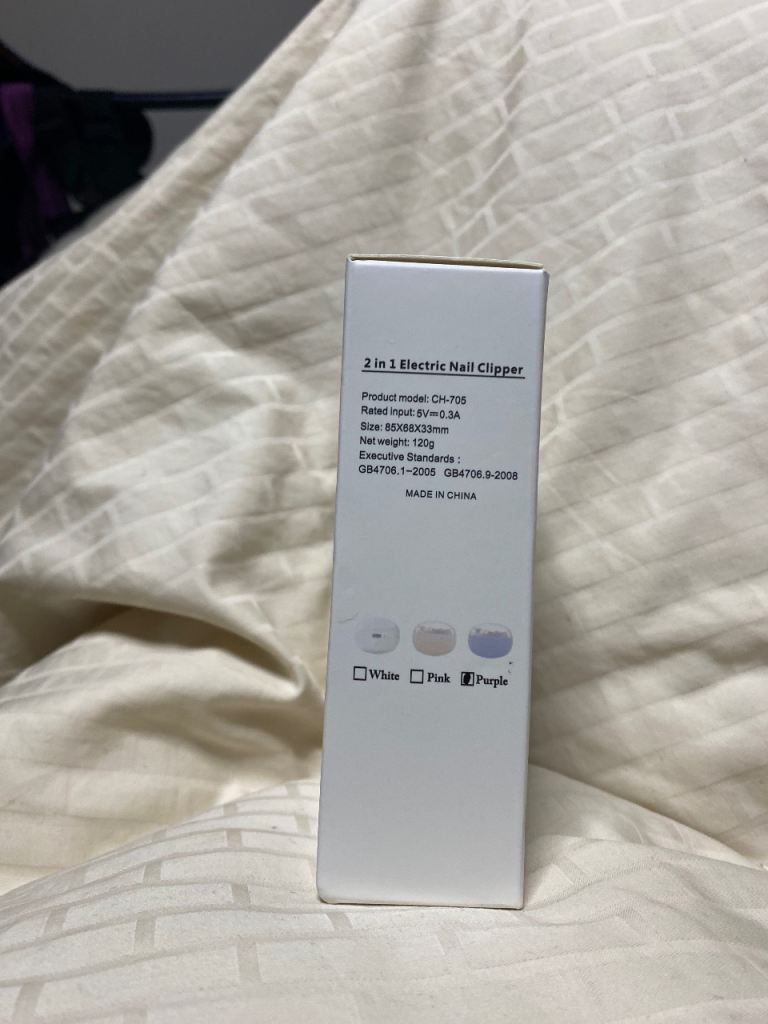 2 in 1 Electric Nail Clipper
Product model: CH-705
Rated input: 5V⎓0.3A
Size: 85X68X33mm
Net weight: 120g
Executive Standards :
GB4706.1-2005 GB4706.9-2008
MADE IN CHINA
White Pink Purple